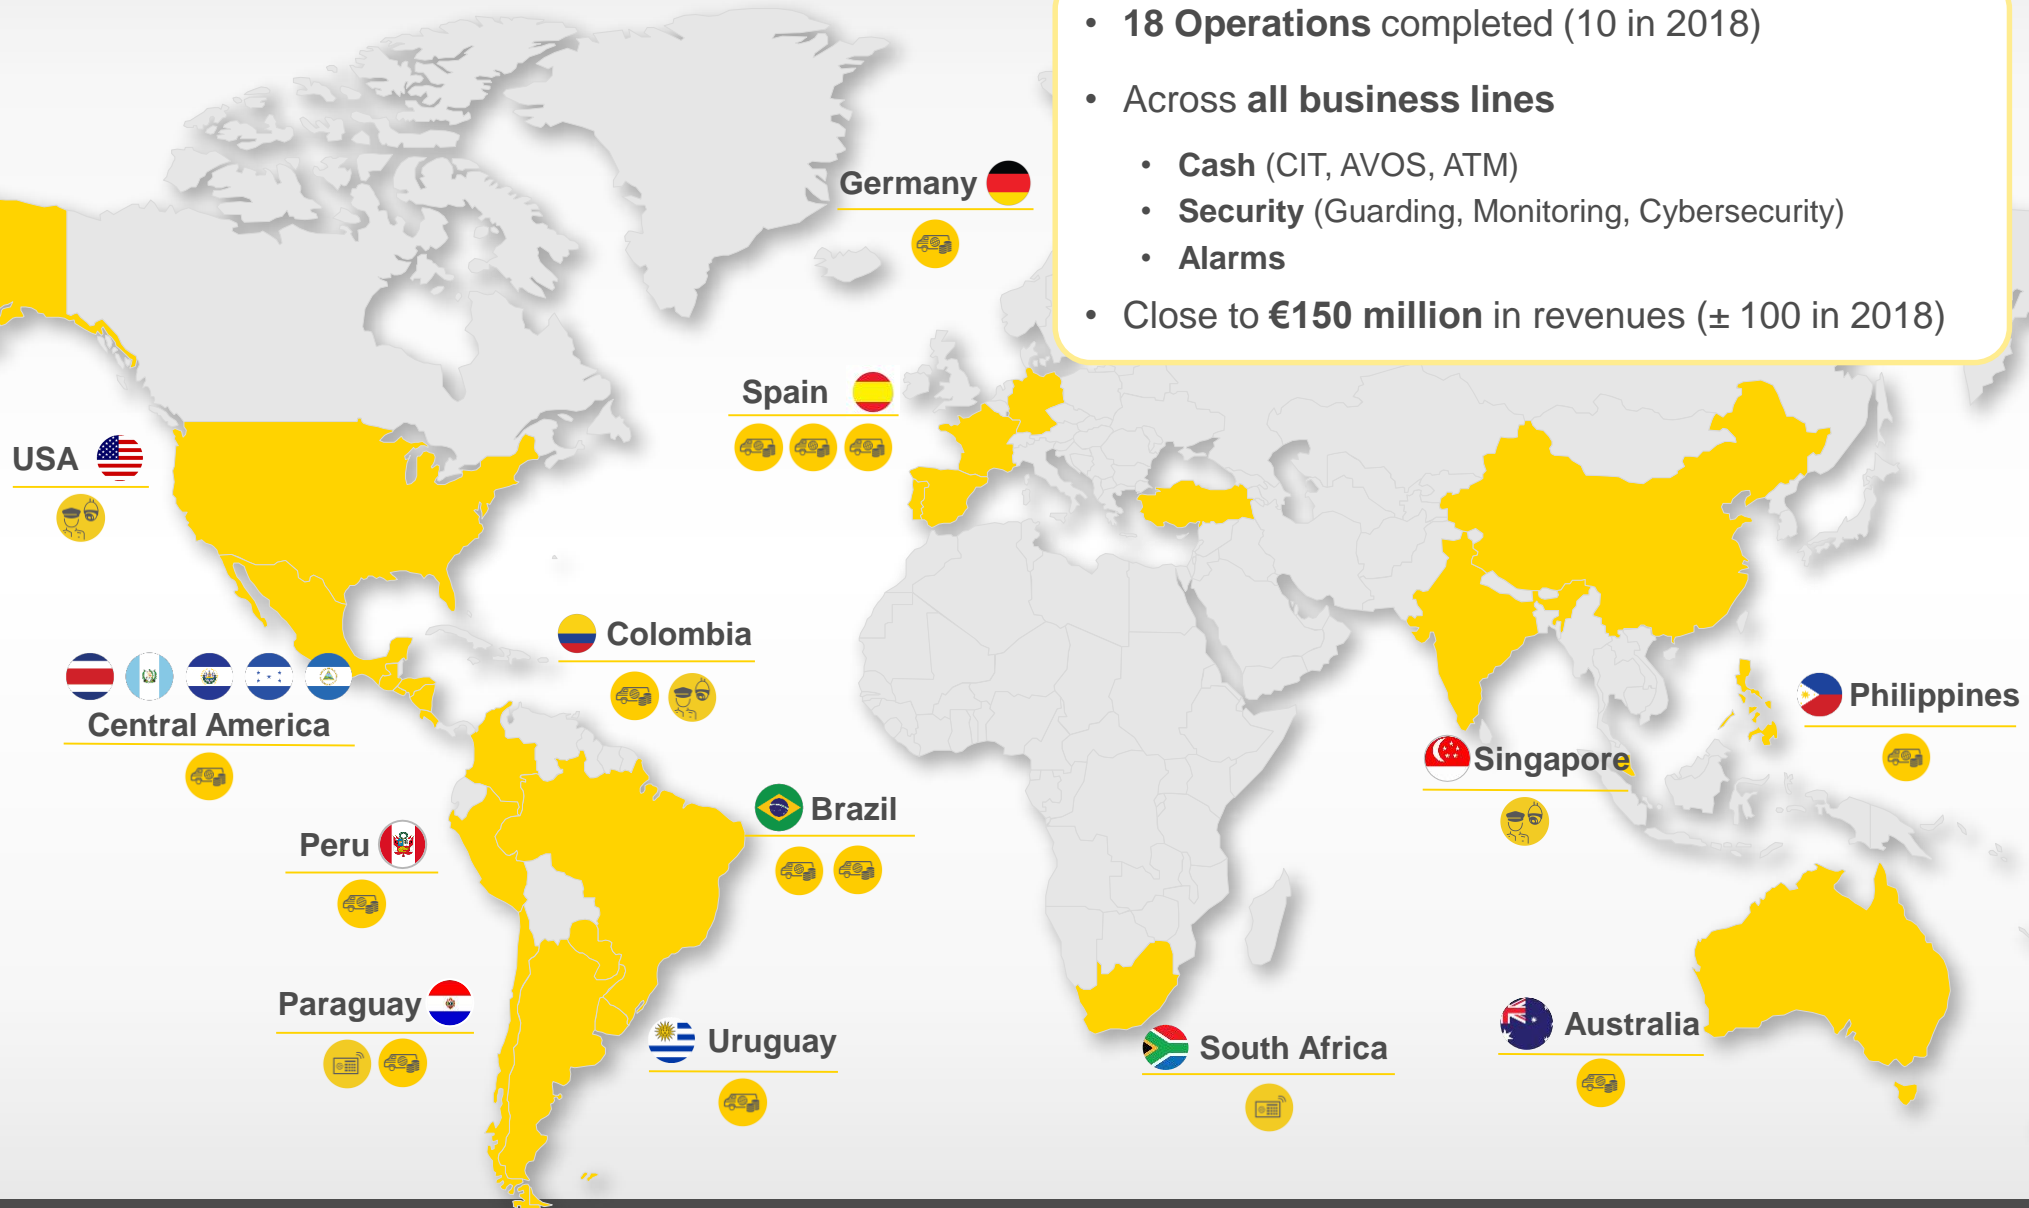 • 18 Operations completed (10 in 2018)
• Across all business lines
• Cash (CIT, AVOS, ATM)
• Security (Guarding, Monitoring, Cybersecurity)
• Alarms
• Close to €150 million in revenues (± 100 in 2018)
Germany
Spain
USA
Colombia
Central America
Philippines
Singapore
Brazil
Peru
Paraguay
Uruguay
South Africa
Australia